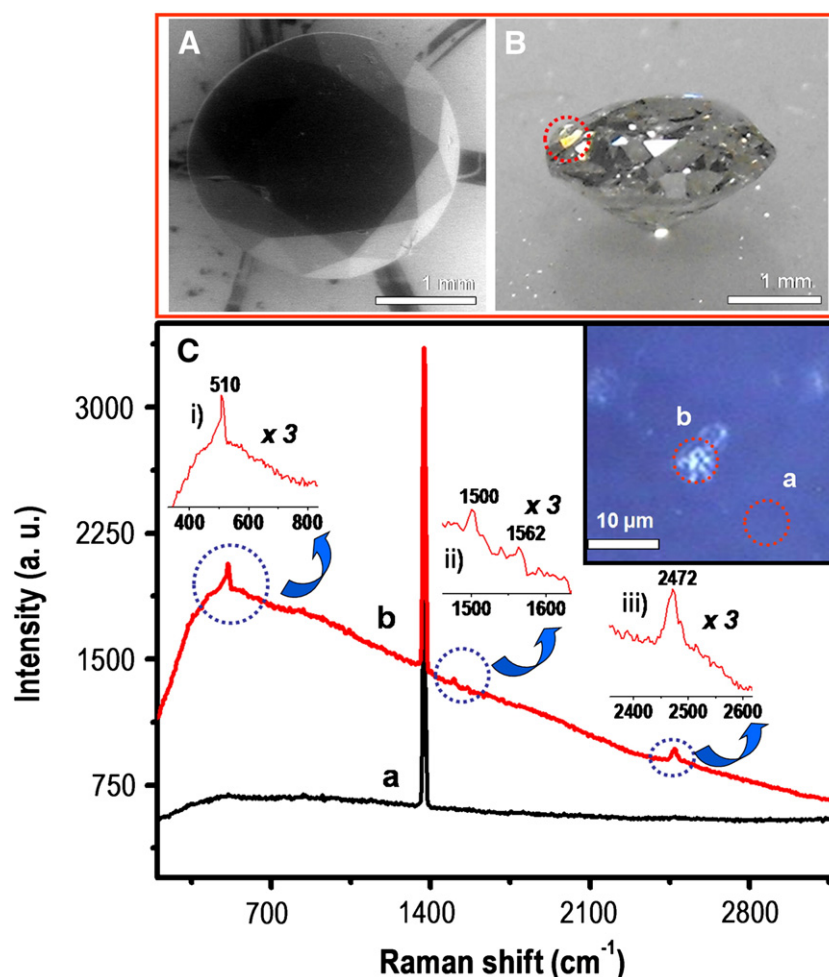 A
B
1 mm
1 mm
C
3000
2250
1500
750
Intensity (a. u.)
i)
510
x 3
400 600 800
ii)
1500
1562
x 3
1500 1600
iii)
2472
x 3
2400 2500 2600
b
a
b
a
10 μm
700 1400 2100 2800
Raman shift (cm⁻¹)